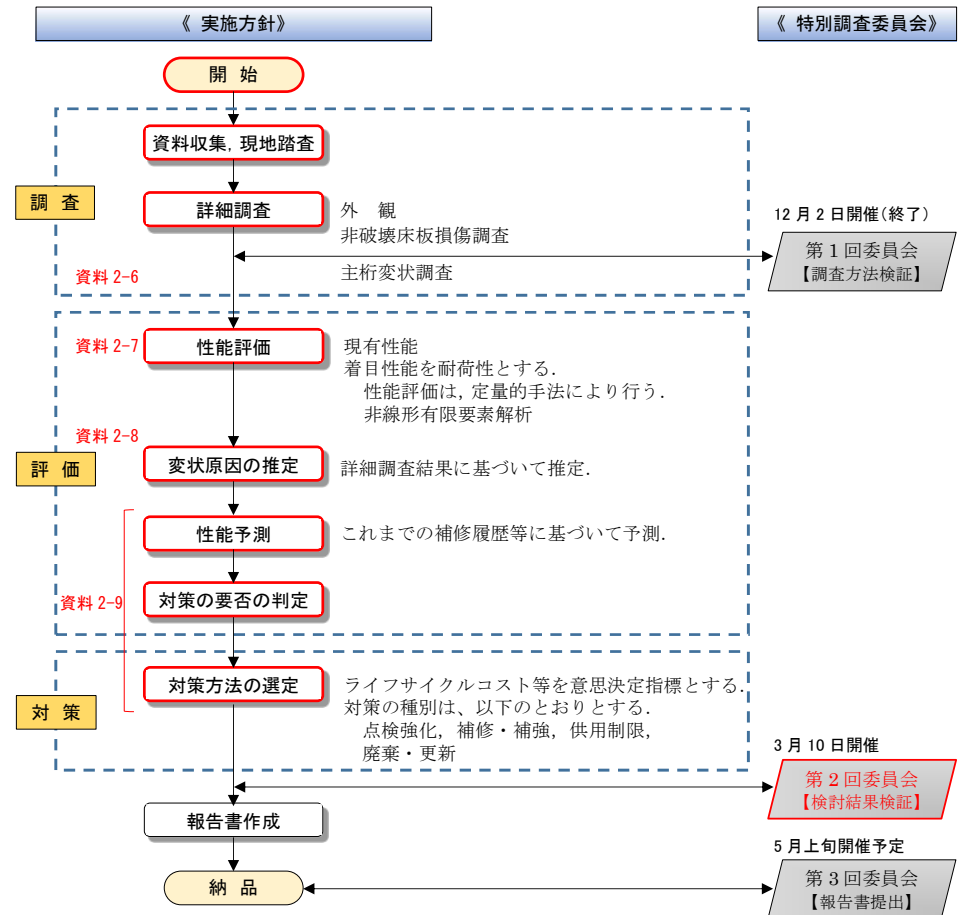 《 実施方針》
《 特別調査委員会》
開 始
資料収集，現地踏査
調 査
詳細調査
外 観
非破壊床板損傷調査
主桁変状調査
資料 2-6
12 月 2 日開催（終了）
第 1 回委員会
【調査方法検証】
資料 2-7
性能評価
現有性能
着目性能を耐荷性とする．
性能評価は，定量的手法により行う．
非線形有限要素解析
資料 2-8
評 価
変状原因の推定
詳細調査結果に基づいて推定．
性能予測
これまでの補修履歴等に基づいて予測．
資料 2-9
対策の要否の判定
対策方法の選定
ライフサイクルコスト等を意思決定指標とする．
対策の種別は、以下のとおりとする．
点検強化，補修・補強，供用制限，
廃棄・更新
対 策
3 月 10 日開催
第 2 回委員会
【検討結果検証】
報告書作成
5 月上旬開催予定
納 品
第 3 回委員会
【報告書提出】